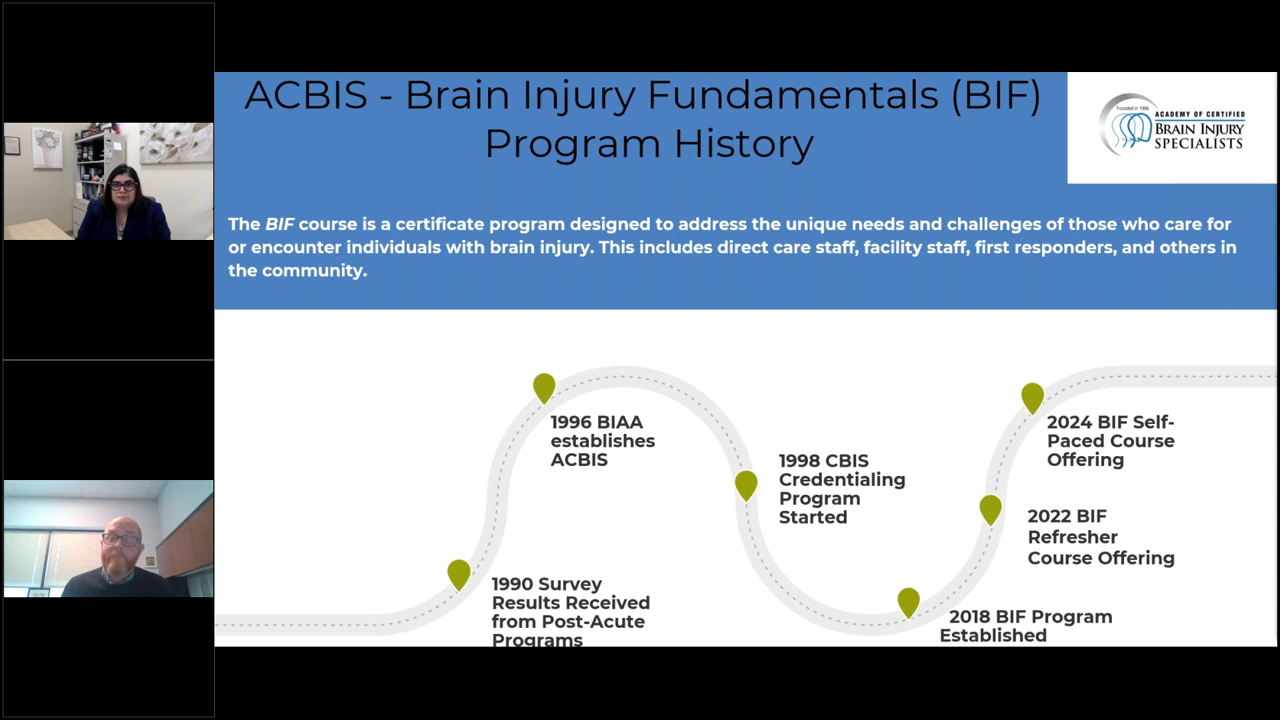 ACBIS - Brain Injury Fundamentals (BIF)
Program History
Founded in 1996
ACADEMY OF CERTIFIED
BRAIN INJURY
SPECIALISTS
The BIF course is a certificate program designed to address the unique needs and challenges of those who care for
or encounter individuals with brain injury. This includes direct care staff, facility staff, first responders, and others in
the community.
1990 Survey
Results Received
from Post-Acute
Programs
1996 BIAA
establishes
ACBIS
1998 CBIS
Credentialing
Program
Started
2018 BIF Program
Established
2022 BIF
Refresher
Course Offering
2024 BIF Self-
Paced Course
Offering